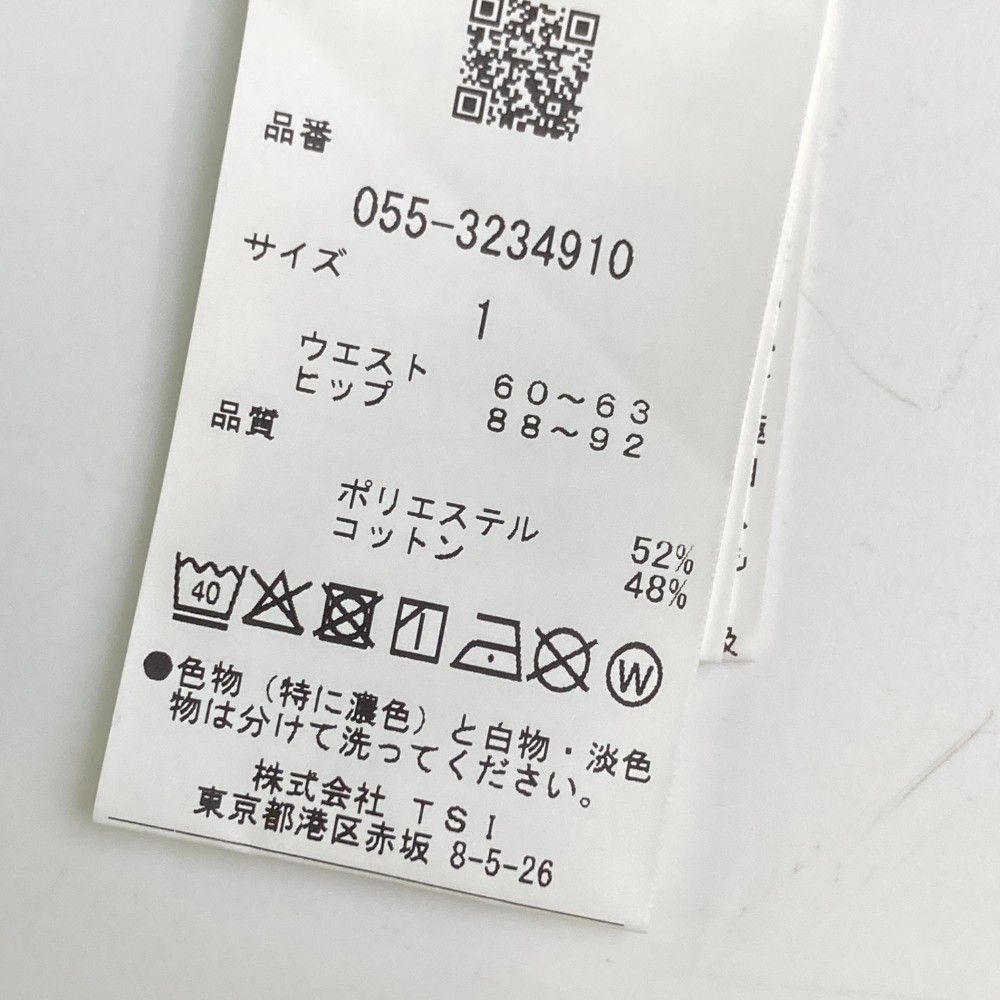 品番
055-3234910
サイズ
1
ウエスト 60～63
ヒップ 88～92
品質
ポリエステル 52%
コットン 48%
40
W
●色物（特に濃色）と白物・淡色
物は分けて洗ってください。
株式会社 TSI
東京都港区赤坂 8-5-26